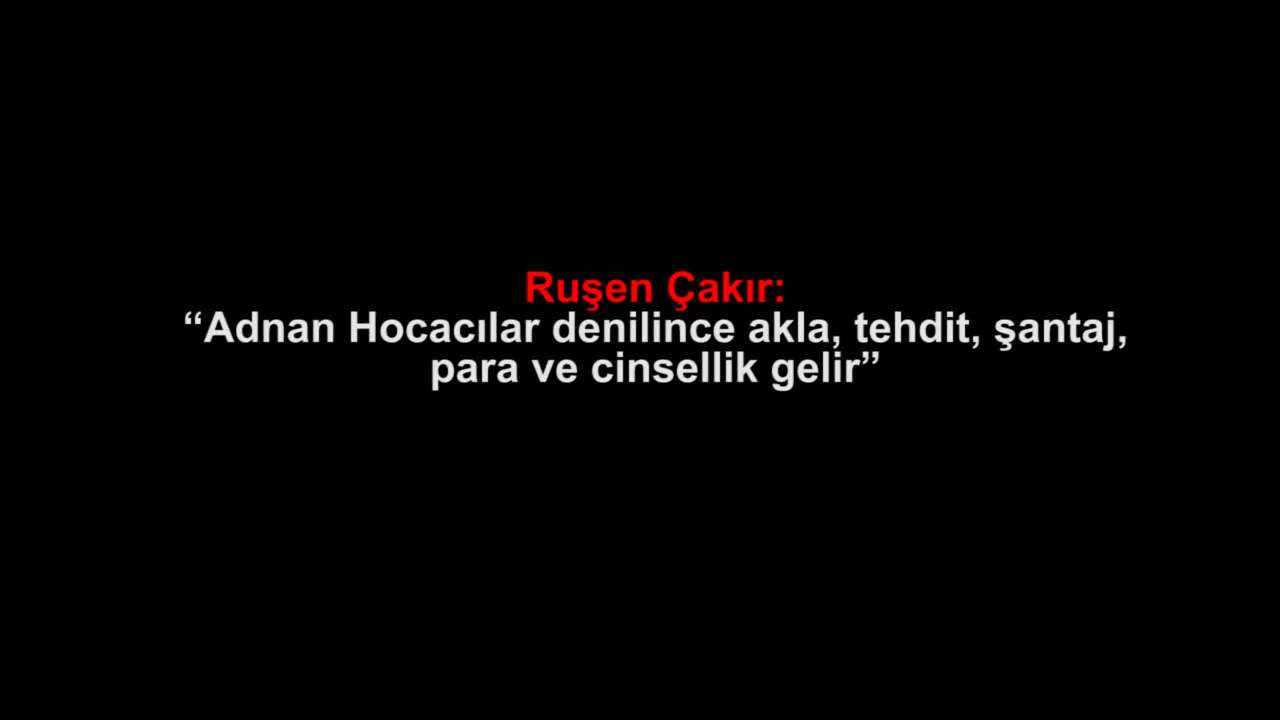 Ruşen Çakır:
“Adnan Hocacılar denilince akla, tehdit, şantaj,
para ve cinsellik gelir”